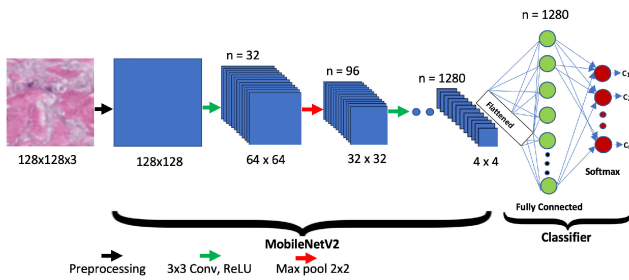 n = 1280
n = 32
n = 96
n = 1280
Flattened
C₁
C
128x128x3
128x128
64 x 64
32 x 32
4 x 4
Softmax
Fully Connected
MobileNetV2
Classifier
Preprocessing
3x3 Conv, ReLU
Max pool 2x2